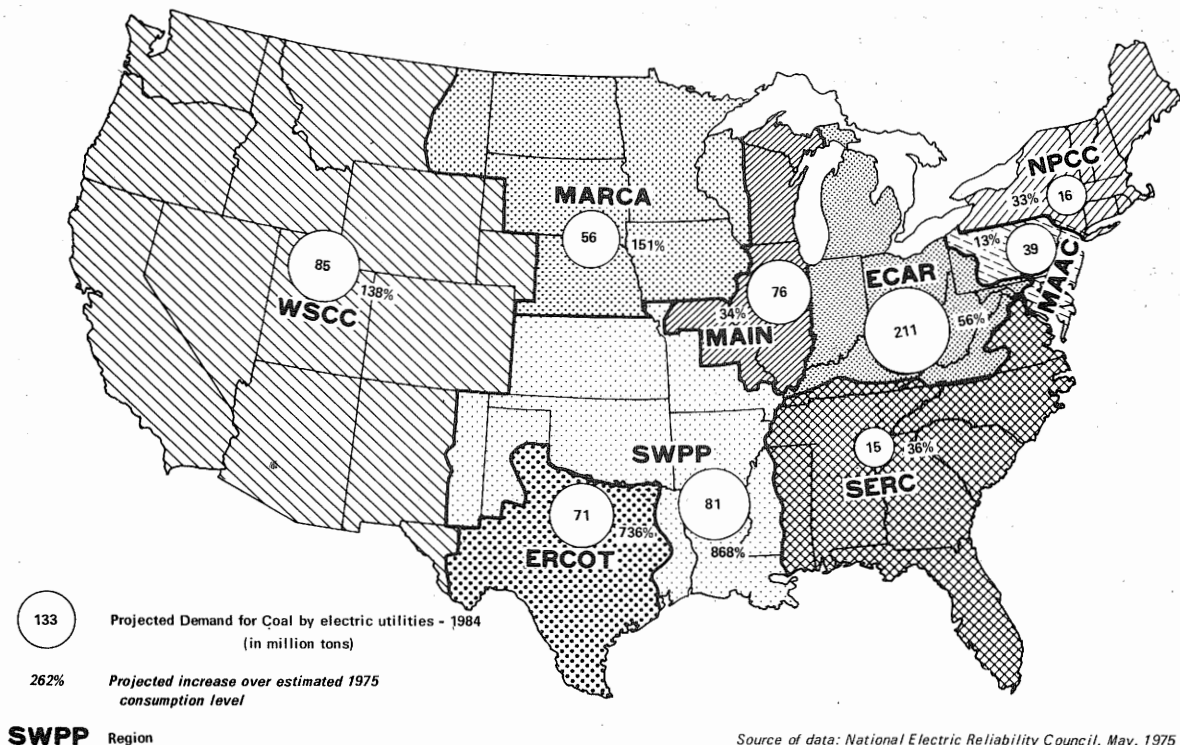 NPCC
33%
16
MARCA
56
151%
13%
39
MAAC
85
138%
WSCC
76
34%
MAIN
ECAR
211
56%
SWPP
15
36%
SERC
71
736%
ERCOT
81
868%
133
Projected Demand for Coal by electric utilities - 1984
(in million tons)
262%
Projected increase over estimated 1975
consumption level
SWPP Region
Source of data: National Electric Reliability Council, May, 1975